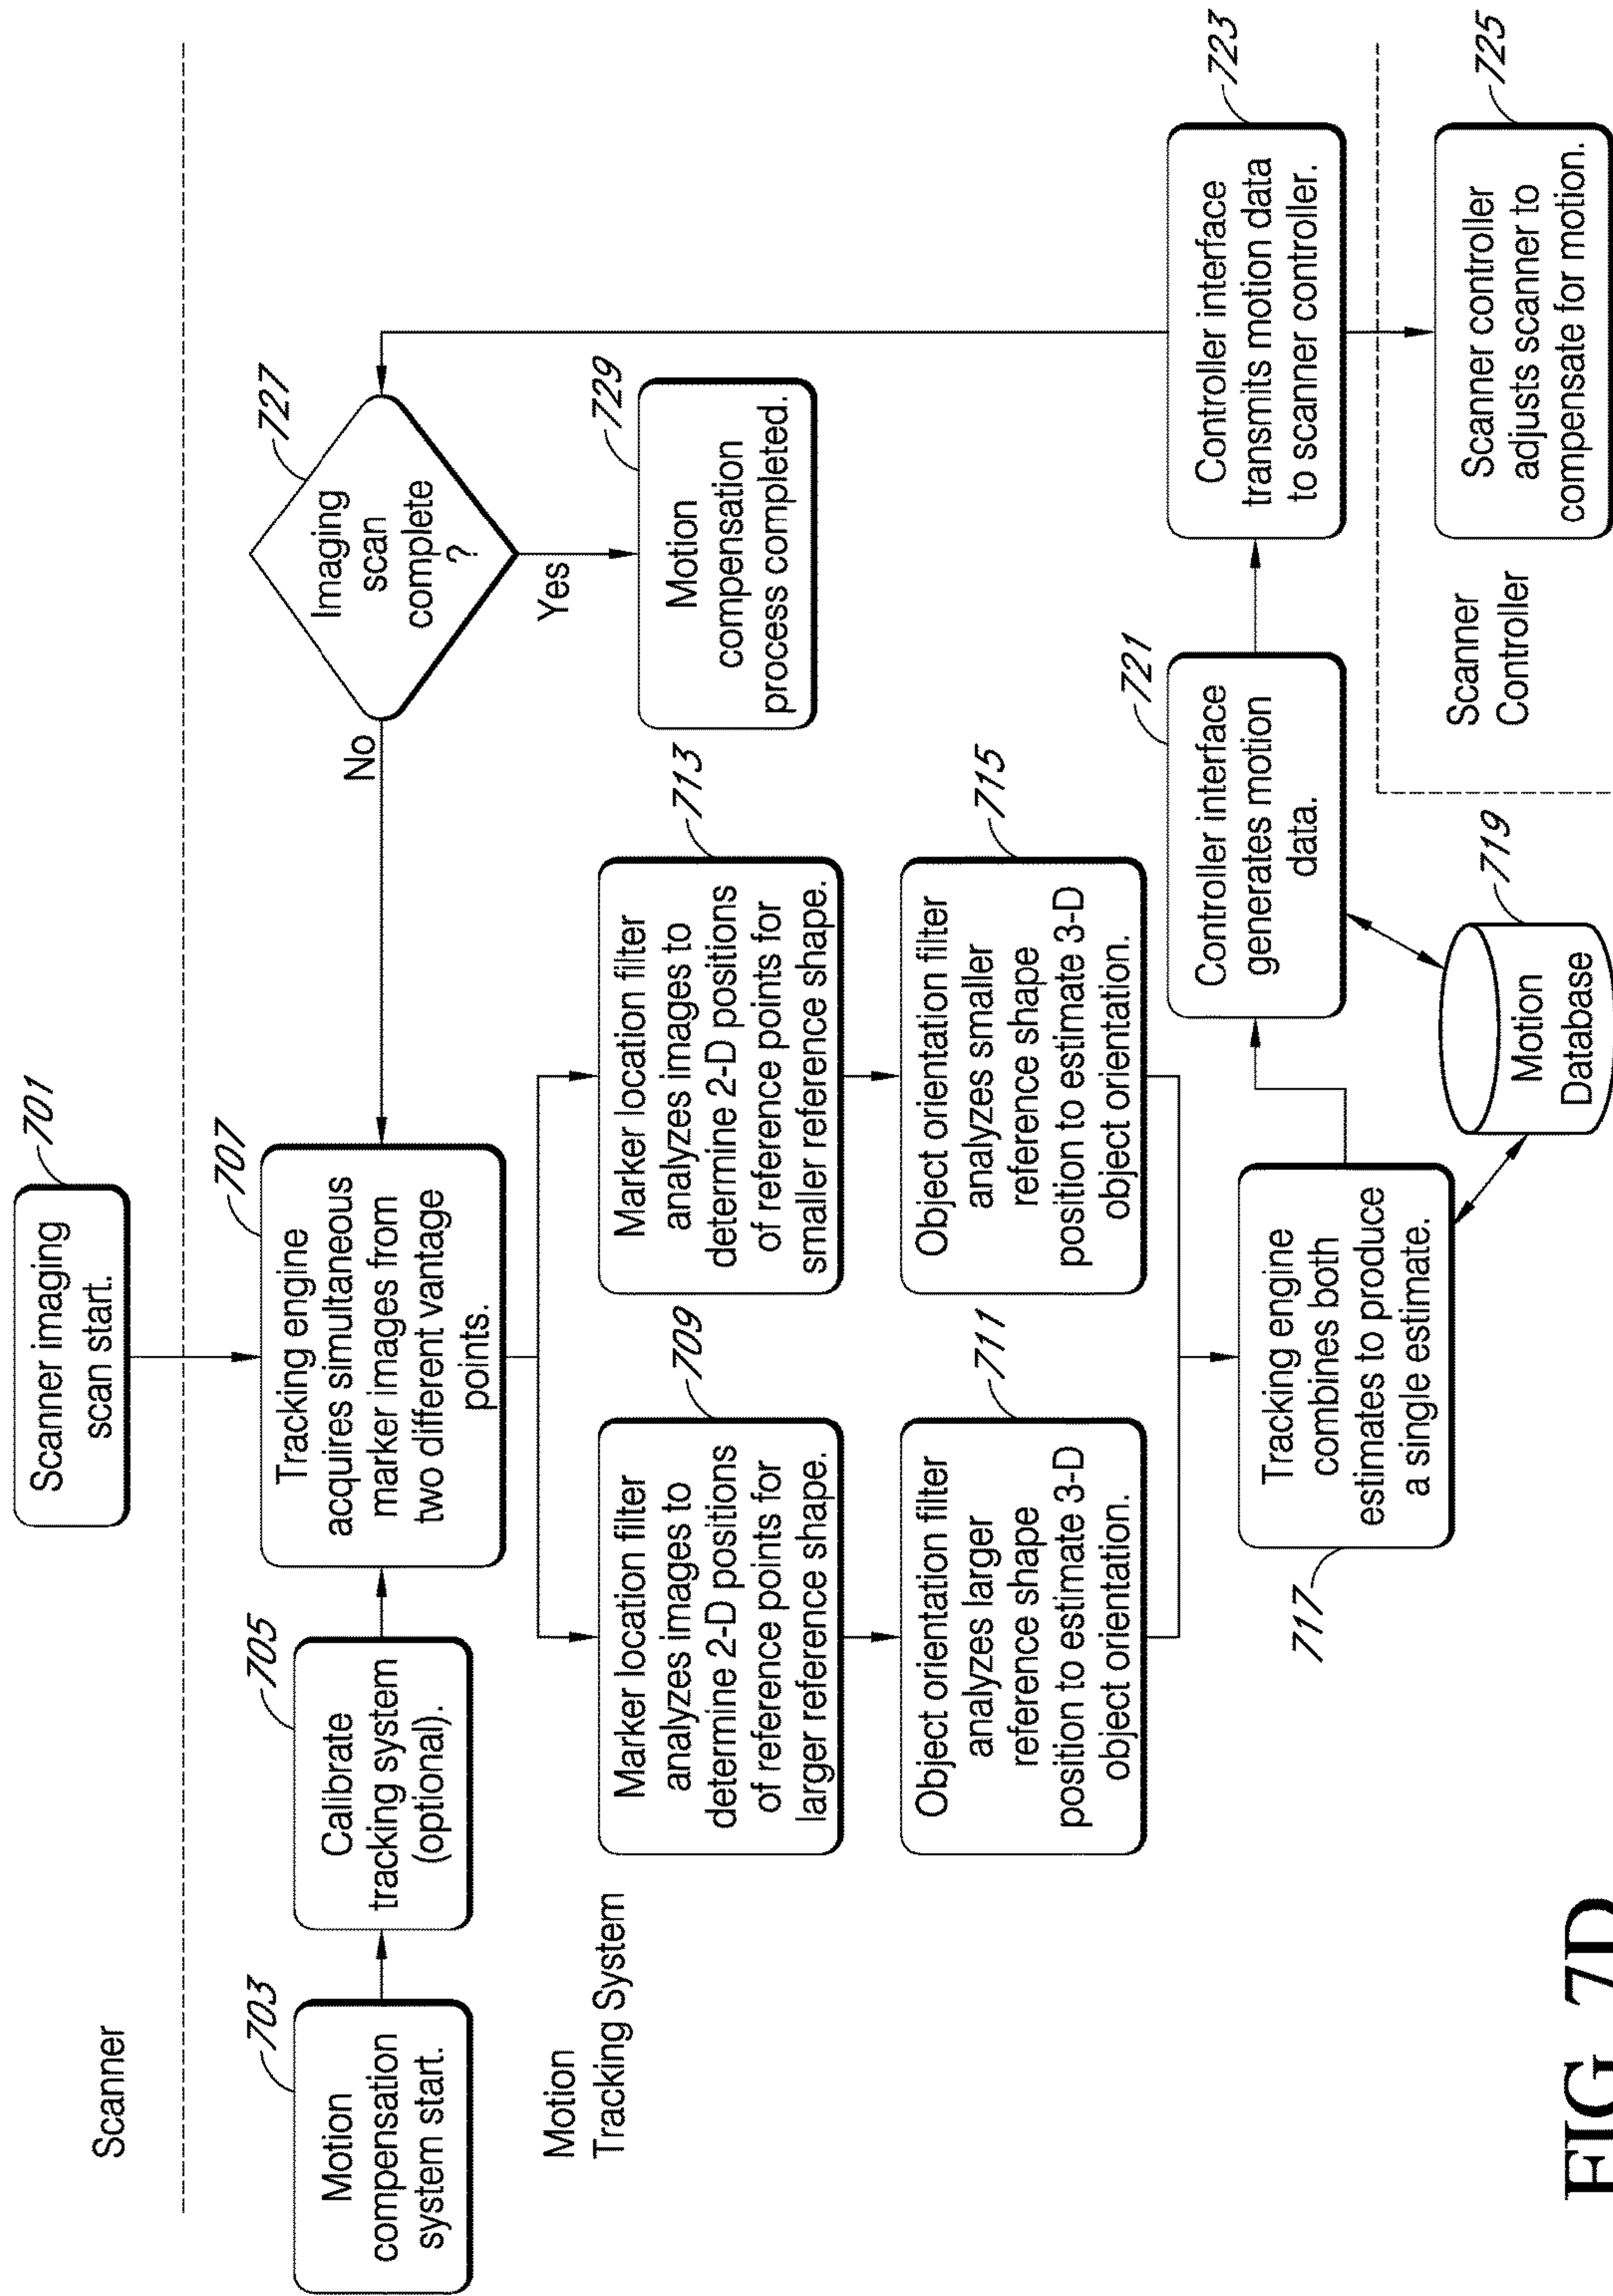 Scanner
701
Scanner imaging
scan start.
703
Motion
compensation
system start.
705
Calibrate
tracking system
(optional).
707
Tracking engine
acquires simultaneous
marker images from
two different vantage
points.
No
727
Imaging
scan
complete
?
Yes
729
Motion
compensation
process completed.
Motion
Tracking System
709
Marker location filter
analyzes images to
determine 2-D positions
of reference points for
larger reference shape.
713
Marker location filter
analyzes images to
determine 2-D positions
of reference points for
smaller reference shape.
711
Object orientation filter
analyzes larger
reference shape
position to estimate 3-D
object orientation.
715
Object orientation filter
analyzes smaller
reference shape
position to estimate 3-D
object orientation.
717
Tracking engine
combines both
estimates to produce
a single estimate.
719
Motion
Database
721
Controller interface
generates motion
data.
723
Controller interface
transmits motion data
to scanner controller.
Scanner
Controller
725
Scanner controller
adjusts scanner to
compensate for motion.
FIG. 7D